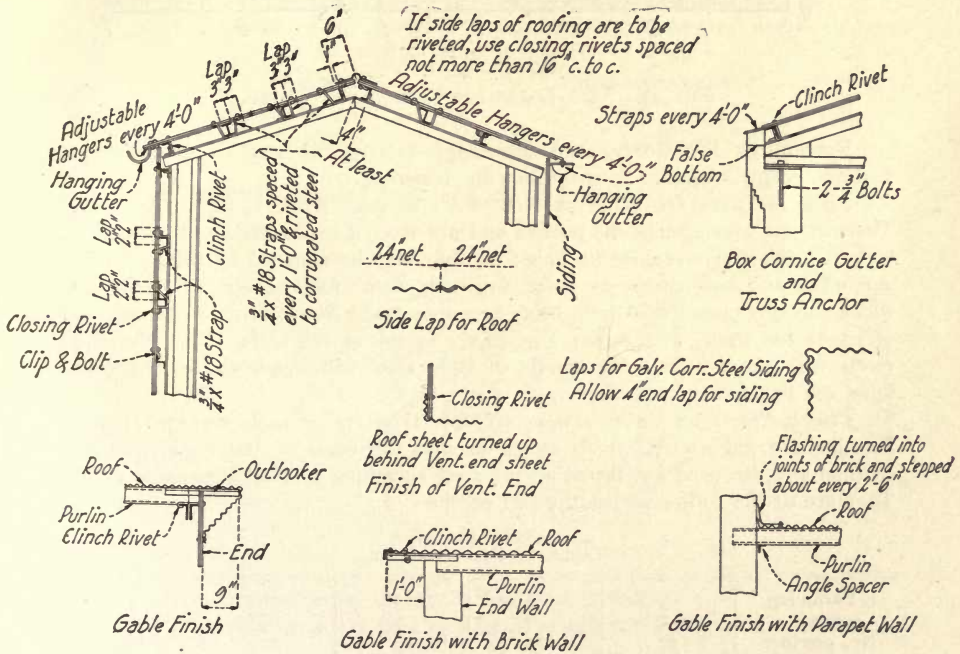 If side laps of roofing are to be
riveted, use closing rivets spaced
not more than 16" c. to c.
6"
1"
Lap
3" 3"
Lap
3" 3"
Adjustable
Hangers every 4'-0"
Adjustable Hangers every 4'-0"
4"
At least
Hanging
Gutter
Hanging
Gutter
Clinch Rivet
3/4" x #18 Straps spaced
every 1'-0" & riveted
to corrugated steel
Lap
2" 2"
Lap
2" 2"
Closing Rivet
Clip & Bolt
3/4" x #18 Strap
Siding
24" net 24" net
Side Lap for Roof
Clinch Rivet
Straps every 4'-0"
False
Bottom
2-3/4" Bolts
Box Cornice Gutter
and
Truss Anchor
Laps for Galv. Corr. Steel Siding
Allow 4" end lap for siding
Closing Rivet
Roof sheet turned up
behind Vent. end sheet
Finish of Vent. End
Roof
Outlooker
Purlin
Clinch Rivet
End
9"
Gable Finish
Clinch Rivet
Roof
1'-0"
Purlin
End Wall
Gable Finish with Brick Wall
Flashing turned into
joints of brick and stepped
about every 2'-6"
Roof
Purlin
Angle Spacer
Gable Finish with Parapet Wall